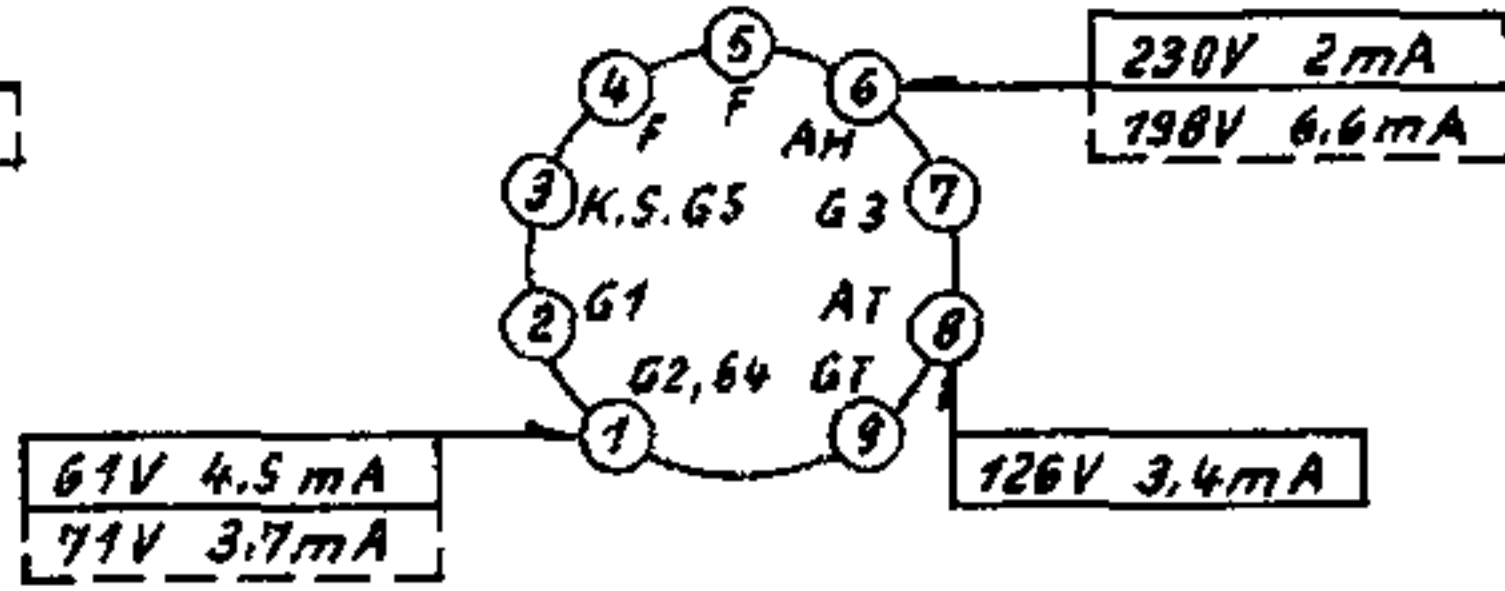 5
4
6
F
F
AH
230V 2mA
198V 6.6mA
3
K.S.G5
G3
7
2
G1
AT
8
G2,G4
GT
1
9
61V 4.5mA
71V 3.7mA
126V 3,4mA